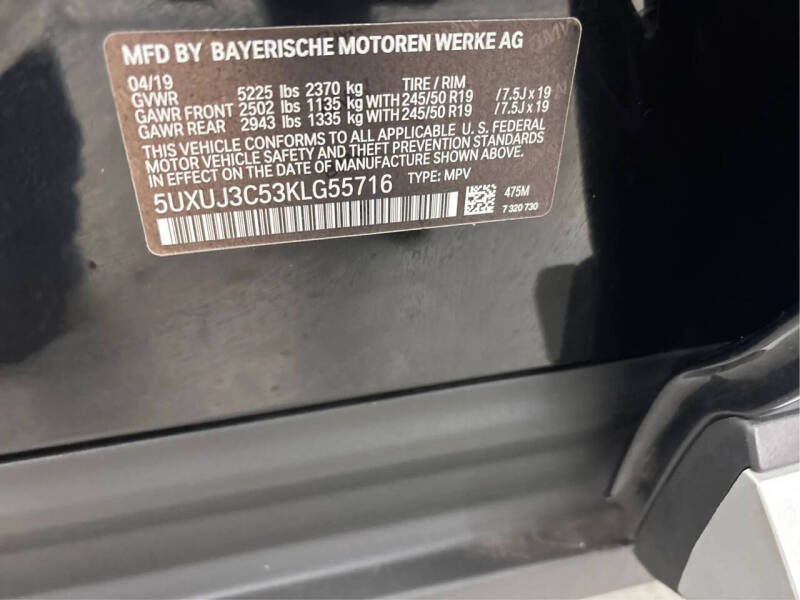 MFD BY BAYERISCHE MOTOREN WERKE AG
04/19 TIRE / RIM
GVWR 5225 lbs 2370 kg
GAWR FRONT 2502 lbs 1135 kg WITH 245/50 R19 / 7.5J x 19
GAWR REAR 2943 lbs 1335 kg WITH 245/50 R19 / 7.5J x 19
THIS VEHICLE CONFORMS TO ALL APPLICABLE U. S. FEDERAL
MOTOR VEHICLE SAFETY AND THEFT PREVENTION STANDARDS
IN EFFECT ON THE DATE OF MANUFACTURE SHOWN ABOVE.
5UXUJ3C53KLG55716 TYPE: MPV
475M
7 320 730